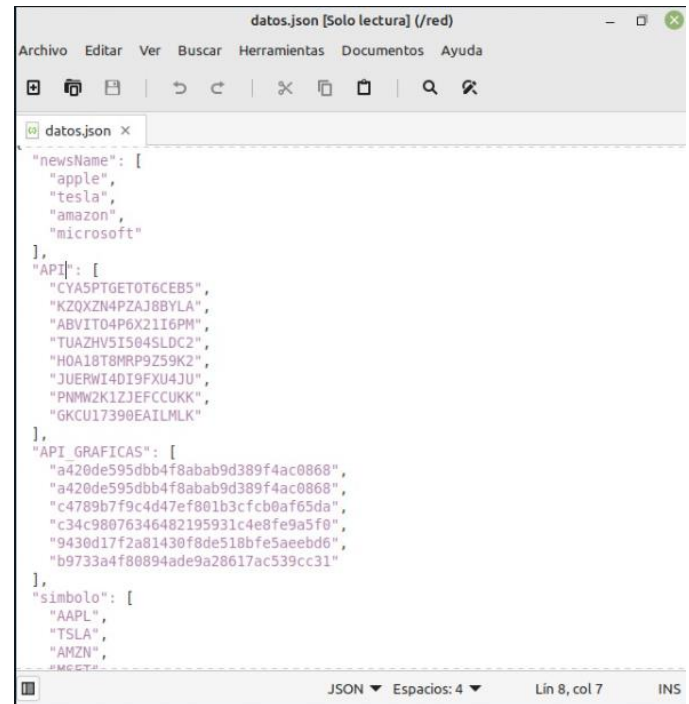 datos.json [Solo lectura] (/red)
Archivo Editar Ver Buscar Herramientas Documentos Ayuda
datos.json ×
"newsName": [
"apple",
"tesla",
"amazon",
"microsoft"
],
"API": [
"CYA5PTGETOT6CEB5",
"KZQXZN4PZAJ8BYLA",
"ABVITO4P6X21I6PM",
"TUAZHV5I504SLDC2",
"HOA18T8MRP9Z59K2",
"JUERWI4DI9FXU4JU",
"PNMW2K1ZJEFCCUKK",
"GKCU17390EAILMLK"
],
"API_GRAFICAS": [
"a420de595dbb4f8abab9d389f4ac0868",
"a420de595dbb4f8abab9d389f4ac0868",
"c4789b7f9c4d47ef801b3cfcb0af65da",
"c34c98076346482195931c4e8fe9a5f0",
"9430d17f2a81430f8de518bfe5aeebd6",
"b9733a4f80894ade9a28617ac539cc31"
],
"simbolo": [
"AAPL",
"TSLA",
"AMZN",
"MSFT"
JSON Espacios: 4 Lín 8, col 7 INS